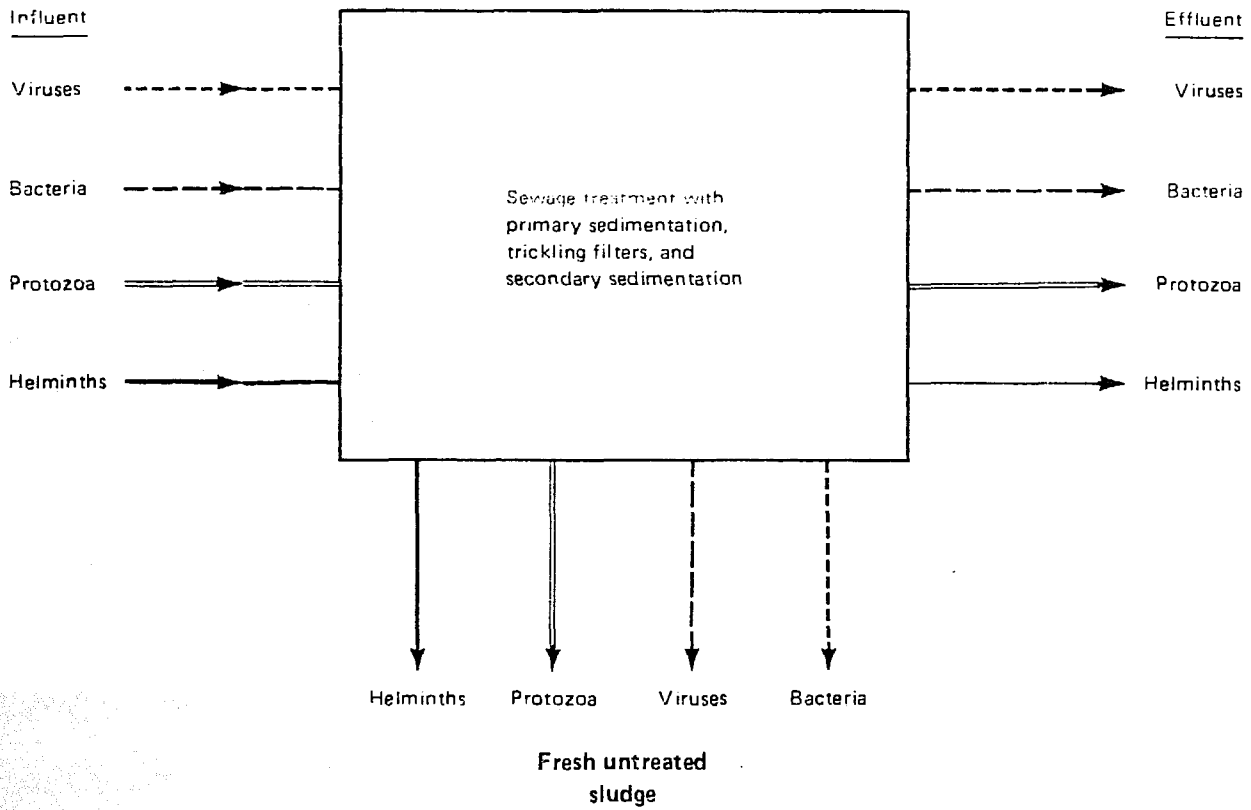 Influent
Effluent
Viruses
Viruses
Bacteria
Bacteria
Sewage treatment with
primary sedimentation,
trickling filters, and
secondary sedimentation
Protozoa
Protozoa
Helminths
Helminths
Helminths
Protozoa
Viruses
Bacteria
Fresh untreated
sludge